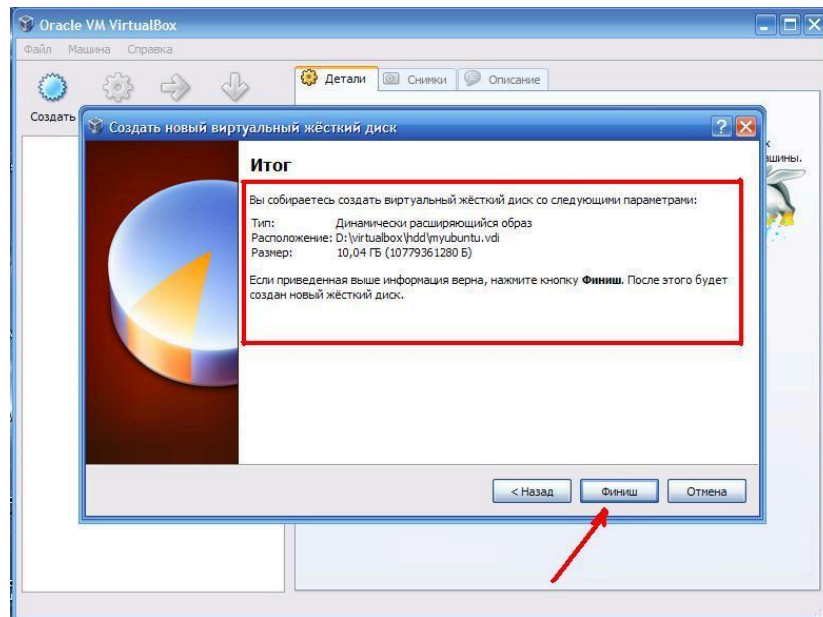 Oracle VM VirtualBox
Файл Машина Справка
Создать
Детали Снимки Описание
Создать новый виртуальный жёсткий диск
Итог
Вы собираетесь создать виртуальный жёсткий диск со следующими параметрами:
Тип: Динамически расширяющийся образ
Расположение: D:\virtualbox\hdd\myubuntu.vdi
Размер: 10,04 ГБ (10779361280 Б)
Если приведенная выше информация верна, нажмите кнопку Финиш. После этого будет
создан новый жёсткий диск.
< Назад Финиш Отмена